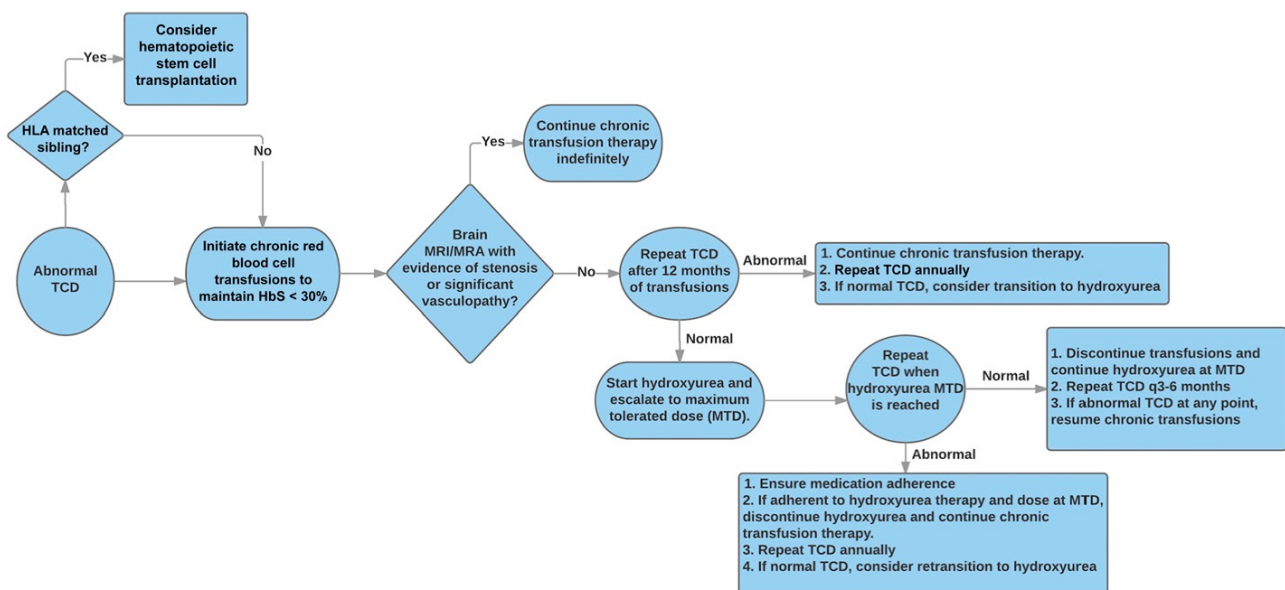 Consider
hematopoietic
stem cell
transplantation
Yes
HLA matched
sibling?
No
Abnormal
TCD
Initiate chronic red
blood cell
transfusions to
maintain HbS < 30%
Brain
MRI/MRA with
evidence of stenosis
or significant
vasculopathy?
Yes
Continue chronic
transfusion therapy
indefinitely
No
Repeat TCD
after 12 months
of transfusions
Abnormal
1. Continue chronic transfusion therapy.
2. Repeat TCD annually
3. If normal TCD, consider transition to hydroxyurea
Normal
Start hydroxyurea and
escalate to maximum
tolerated dose (MTD).
Repeat
TCD when
hydroxyurea MTD
is reached
Normal
1. Discontinue transfusions and
continue hydroxyurea at MTD
2. Repeat TCD q3-6 months
3. If abnormal TCD at any point,
resume chronic transfusions
Abnormal
1. Ensure medication adherence
2. If adherent to hydroxyurea therapy and dose at MTD,
discontinue hydroxyurea and continue chronic
transfusion therapy.
3. Repeat TCD annually
4. If normal TCD, consider retransition to hydroxyurea